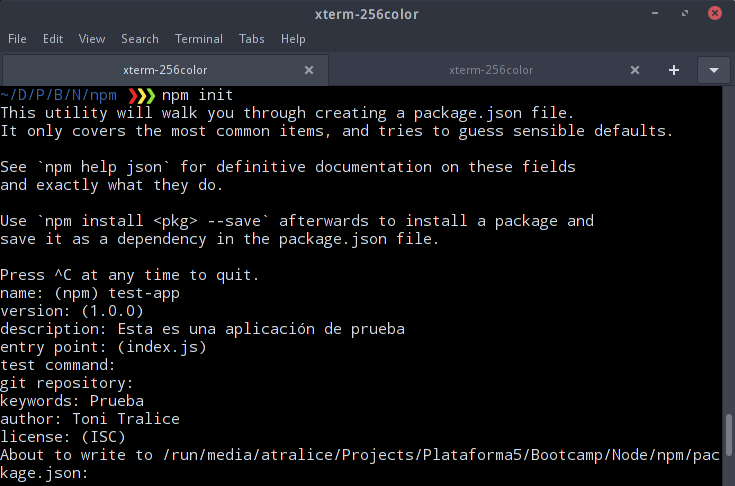 xterm-256color
File Edit View Search Terminal Tabs Help
xterm-256color xterm-256color
~/D/P/B/N/npm ❯❯❯ npm init
This utility will walk you through creating a package.json file.
It only covers the most common items, and tries to guess sensible defaults.
See `npm help json` for definitive documentation on these fields
and exactly what they do.
Use `npm install <pkg> --save` afterwards to install a package and
save it as a dependency in the package.json file.
Press ^C at any time to quit.
name: (npm) test-app
version: (1.0.0)
description: Esta es una aplicación de prueba
entry point: (index.js)
test command:
git repository:
keywords: Prueba
author: Toni Tralice
license: (ISC)
About to write to /run/media/atralice/Projects/Plataforma5/Bootcamp/Node/npm/pac
kage.json: